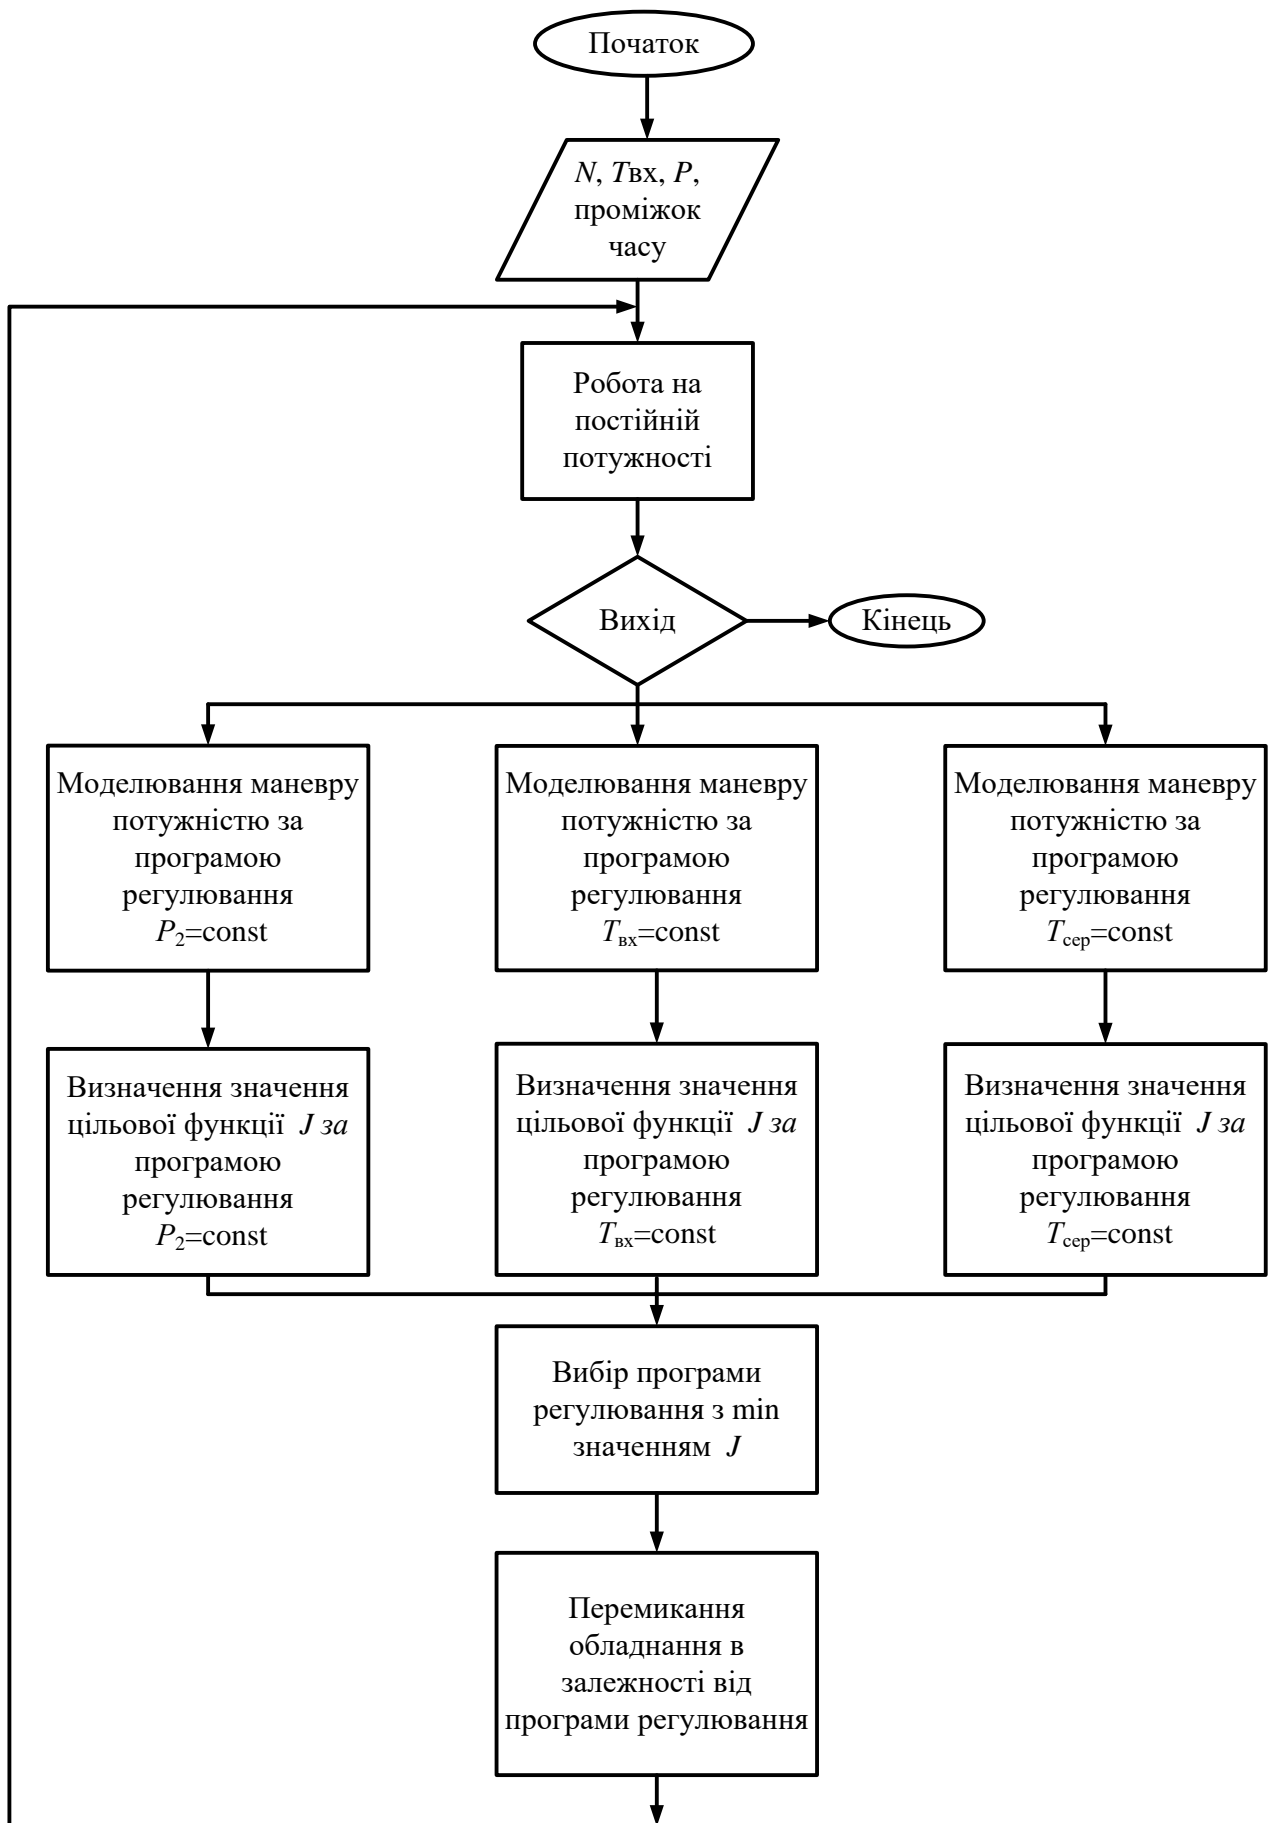 Початок
N, Tвх, P,
проміжок
часу
Робота на
постійній
потужності
Вихід
Кінець
Моделювання маневру
потужністю за
програмою
регулювання
P₂=const
Моделювання маневру
потужністю за
програмою
регулювання
Tвх=const
Моделювання маневру
потужністю за
програмою
регулювання
Tсер=const
Визначення значення
цільової функції J за
програмою
регулювання
P₂=const
Визначення значення
цільової функції J за
програмою
регулювання
Tвх=const
Визначення значення
цільової функції J за
програмою
регулювання
Tсер=const
Вибір програми
регулювання з min
значенням J
Перемикання
обладнання в
залежності від
програми регулювання